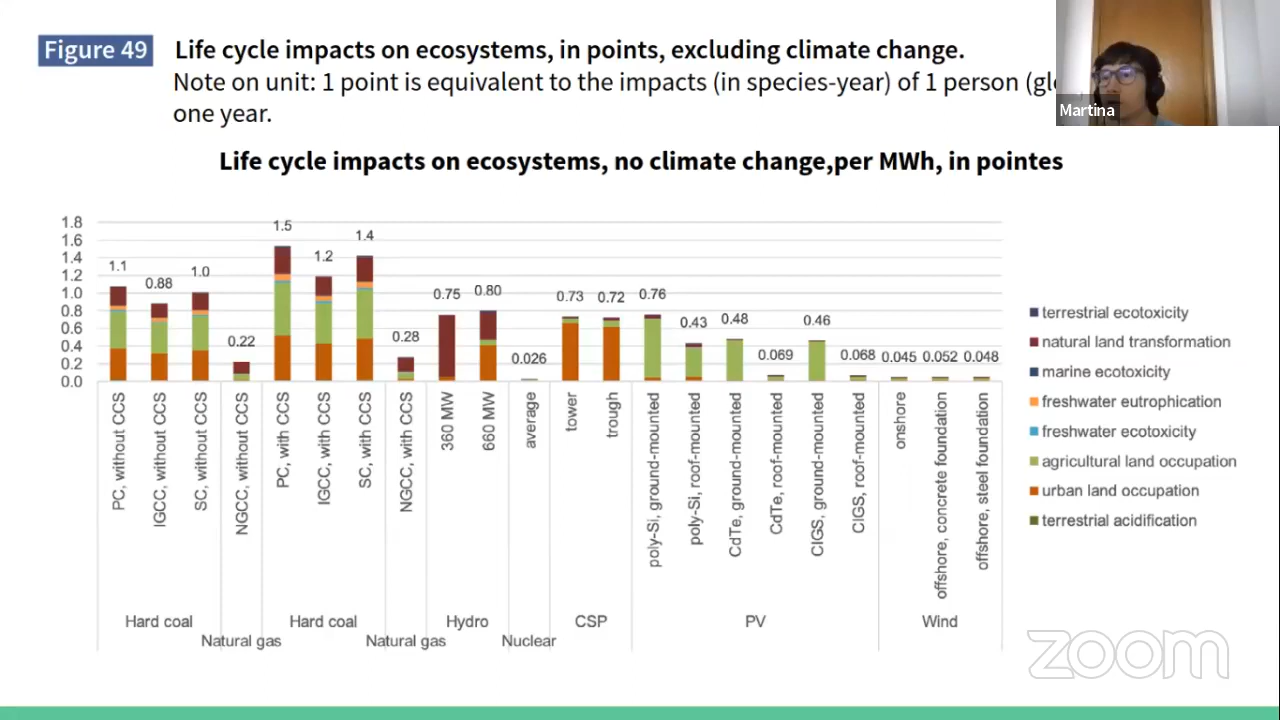 Figure 49
Life cycle impacts on ecosystems, in points, excluding climate change.
Note on unit: 1 point is equivalent to the impacts (in species-year) of 1 person
one year.
Martina
Life cycle impacts on ecosystems, no climate change,per MWh, in pointes
1.8
1.6
1.4
1.2
1.0
0.8
0.6
0.4
0.2
0.0
1.1
0.88
1.0
0.22
1.5
1.2
1.4
0.28
0.75
0.80
0.026
0.73
0.72
0.76
0.43
0.48
0.069
0.46
0.068
0.045
0.052
0.048
PC, without CCS
IGCC, without CCS
SC, without CCS
NGCC, without CCS
PC, with CCS
IGCC, with CCS
SC, with CCS
NGCC, with CCS
360 MW
660 MW
average
tower
trough
poly-Si, ground-mounted
poly-Si, roof-mounted
CdTe, ground-mounted
CdTe, roof-mounted
CIGS, ground-mounted
CIGS, roof-mounted
onshore
offshore, concrete foundation
offshore, steel foundation
Hard coal
Natural gas
Hard coal
Natural gas
Hydro
Nuclear
CSP
PV
Wind
terrestrial ecotoxicity
natural land transformation
marine ecotoxicity
freshwater eutrophication
freshwater ecotoxicity
agricultural land occupation
urban land occupation
terrestrial acidification
zoom